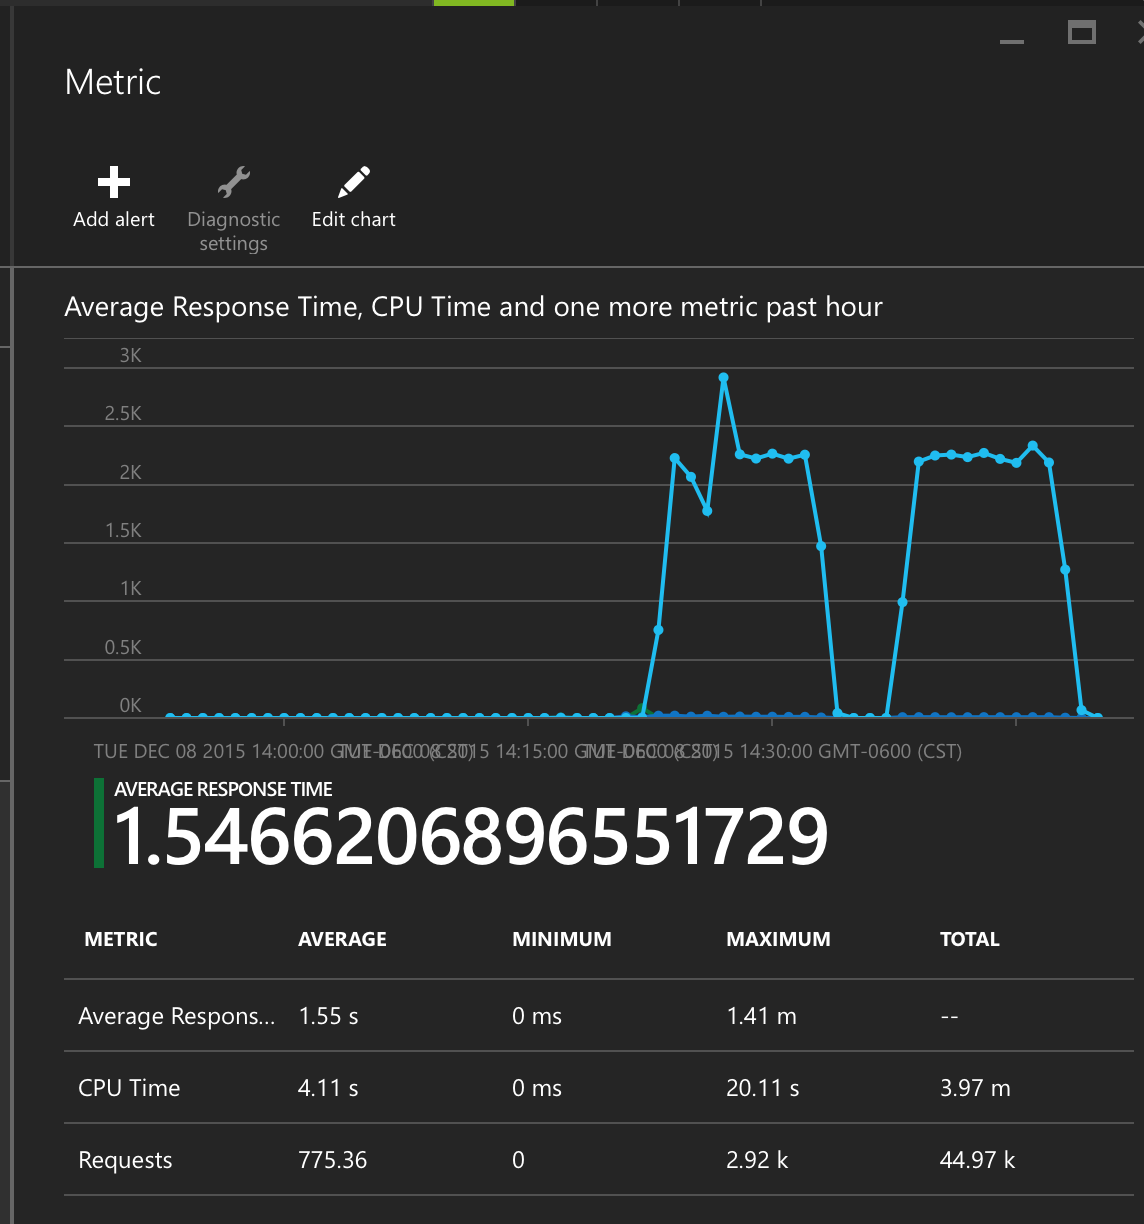 Metric
Add alert
Diagnostic settings
Edit chart
Average Response Time, CPU Time and one more metric past hour
3K
2.5K
2K
1.5K
1K
0.5K
0K
TUE DEC 08 2015 14:00:00 GMT-0600 (CST)
TUE DEC 08 2015 14:15:00 GMT-0600 (CST)
TUE DEC 08 2015 14:30:00 GMT-0600 (CST)
AVERAGE RESPONSE TIME
1.5466206896551729
METRIC AVERAGE MINIMUM MAXIMUM TOTAL
Average Respons... 1.55 s 0 ms 1.41 m --
CPU Time 4.11 s 0 ms 20.11 s 3.97 m
Requests 775.36 0 2.92 k 44.97 k